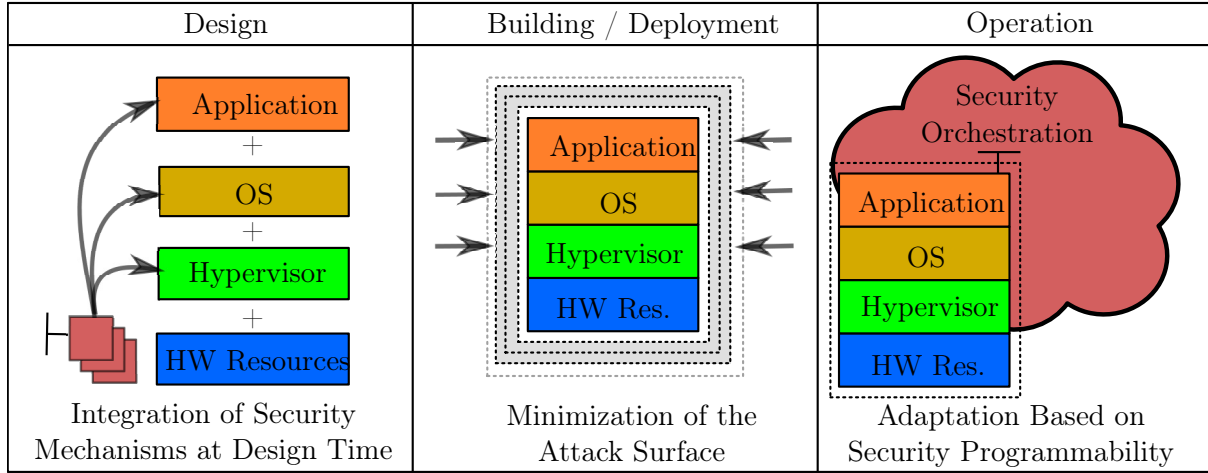 Design
Application
+
OS
+
Hypervisor
+
HW Resources
Integration of Security
Mechanisms at Design Time
Building / Deployment
Application
OS
Hypervisor
HW Res.
Minimization of the
Attack Surface
Operation
Security
Orchestration
Application
OS
Hypervisor
HW Res.
Adaptation Based on
Security Programmability